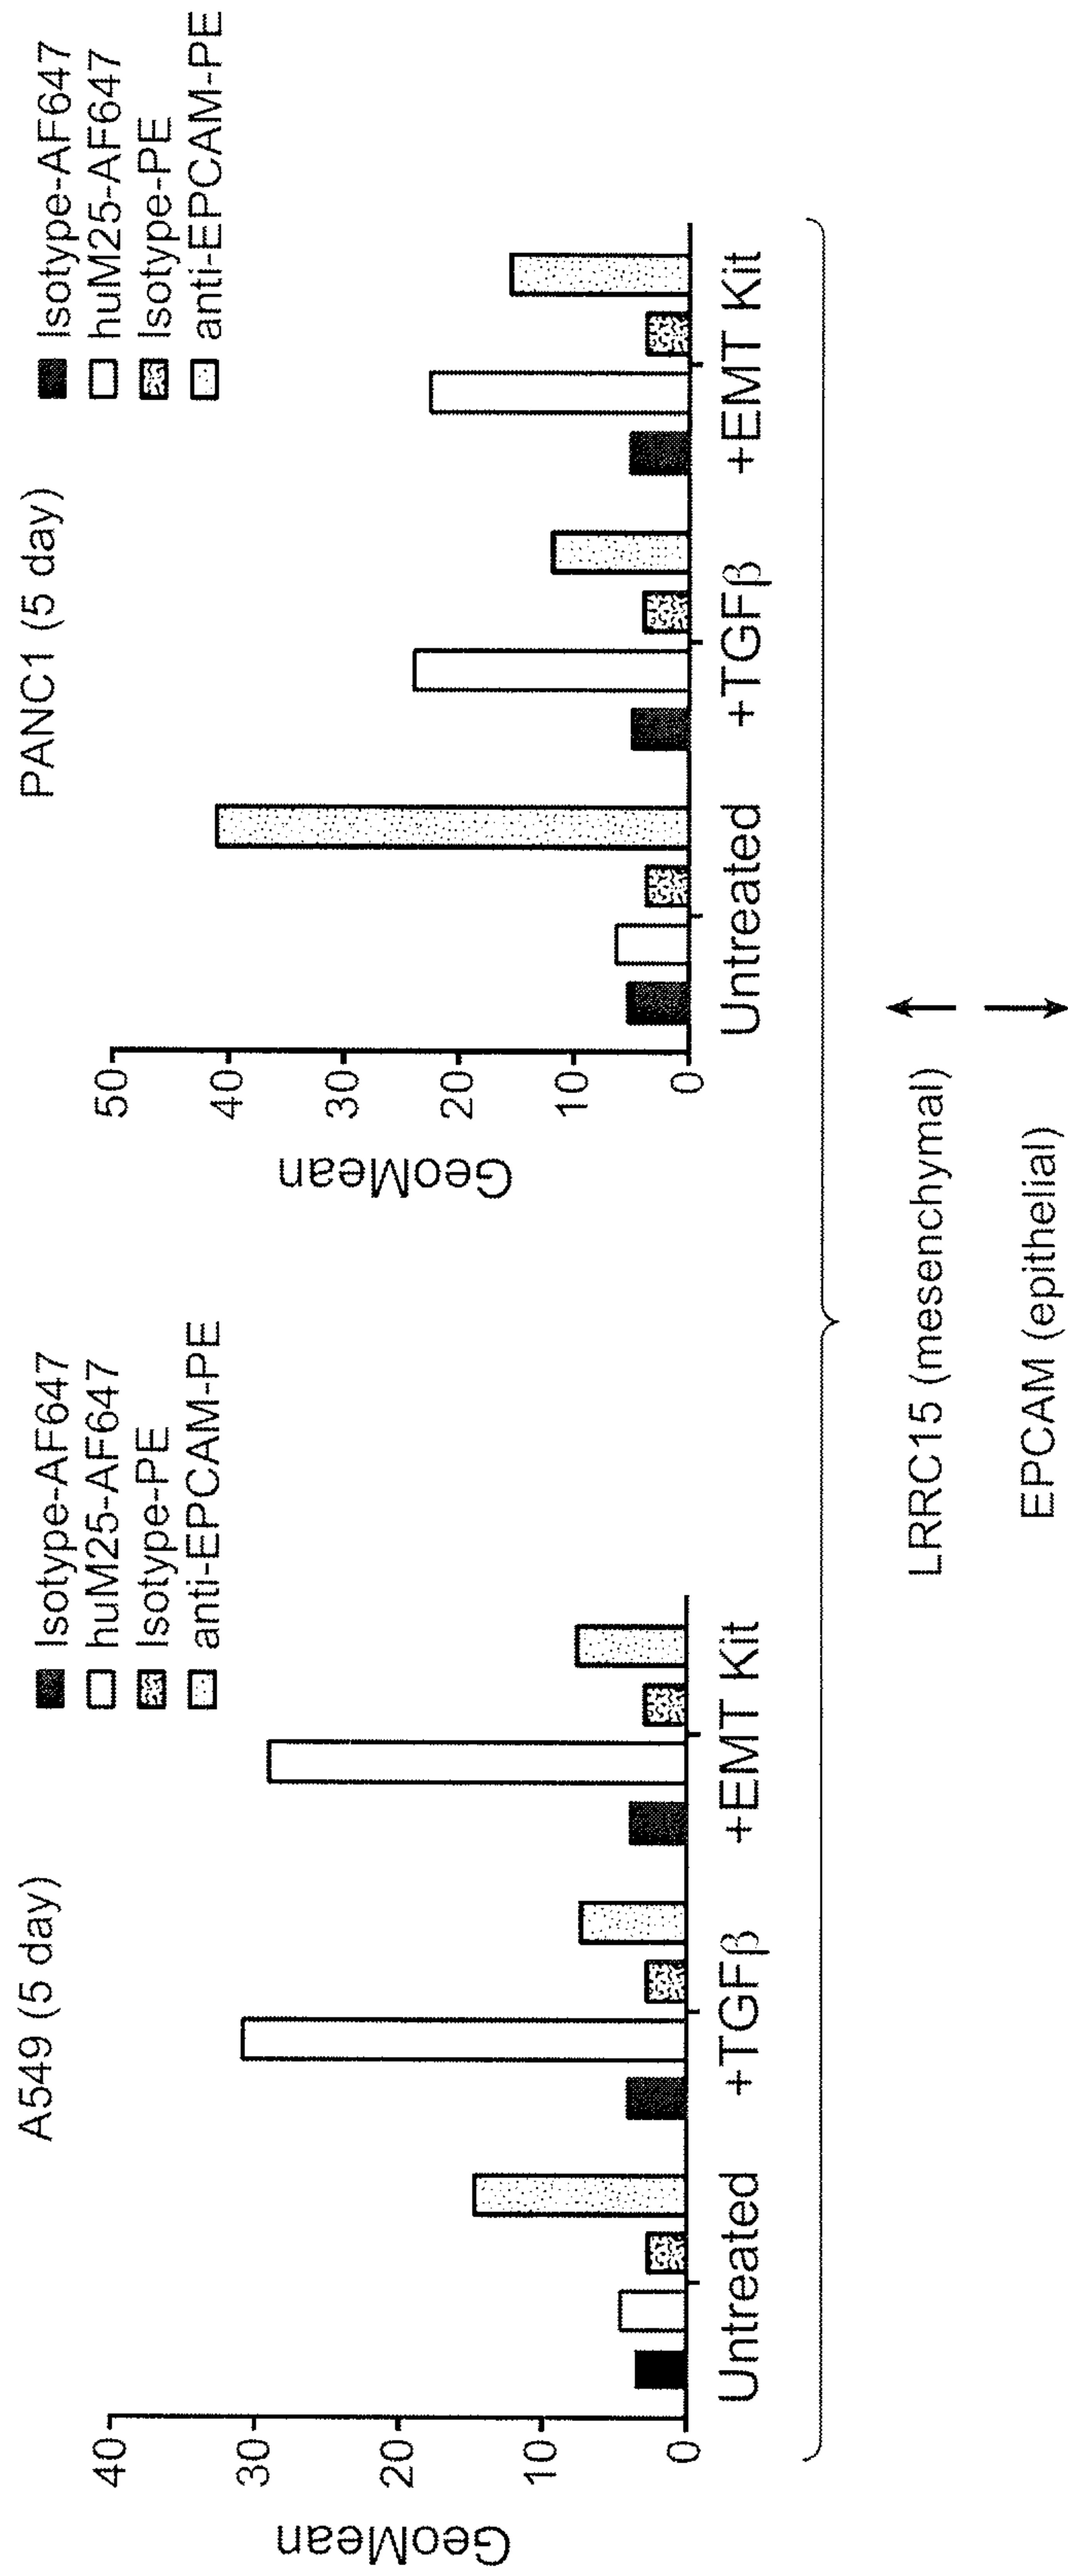 A549 (5 day)
Isotype-AF647
huM25-AF647
Isotype-PE
anti-EPCAM-PE
GeoMean
40
30
20
10
0
Untreated
+TGFβ
+EMT Kit
PANC1 (5 day)
Isotype-AF647
huM25-AF647
Isotype-PE
anti-EPCAM-PE
GeoMean
50
40
30
20
10
0
Untreated
+TGFβ
+EMT Kit
LRRC15 (mesenchymal)
EPCAM (epithelial)